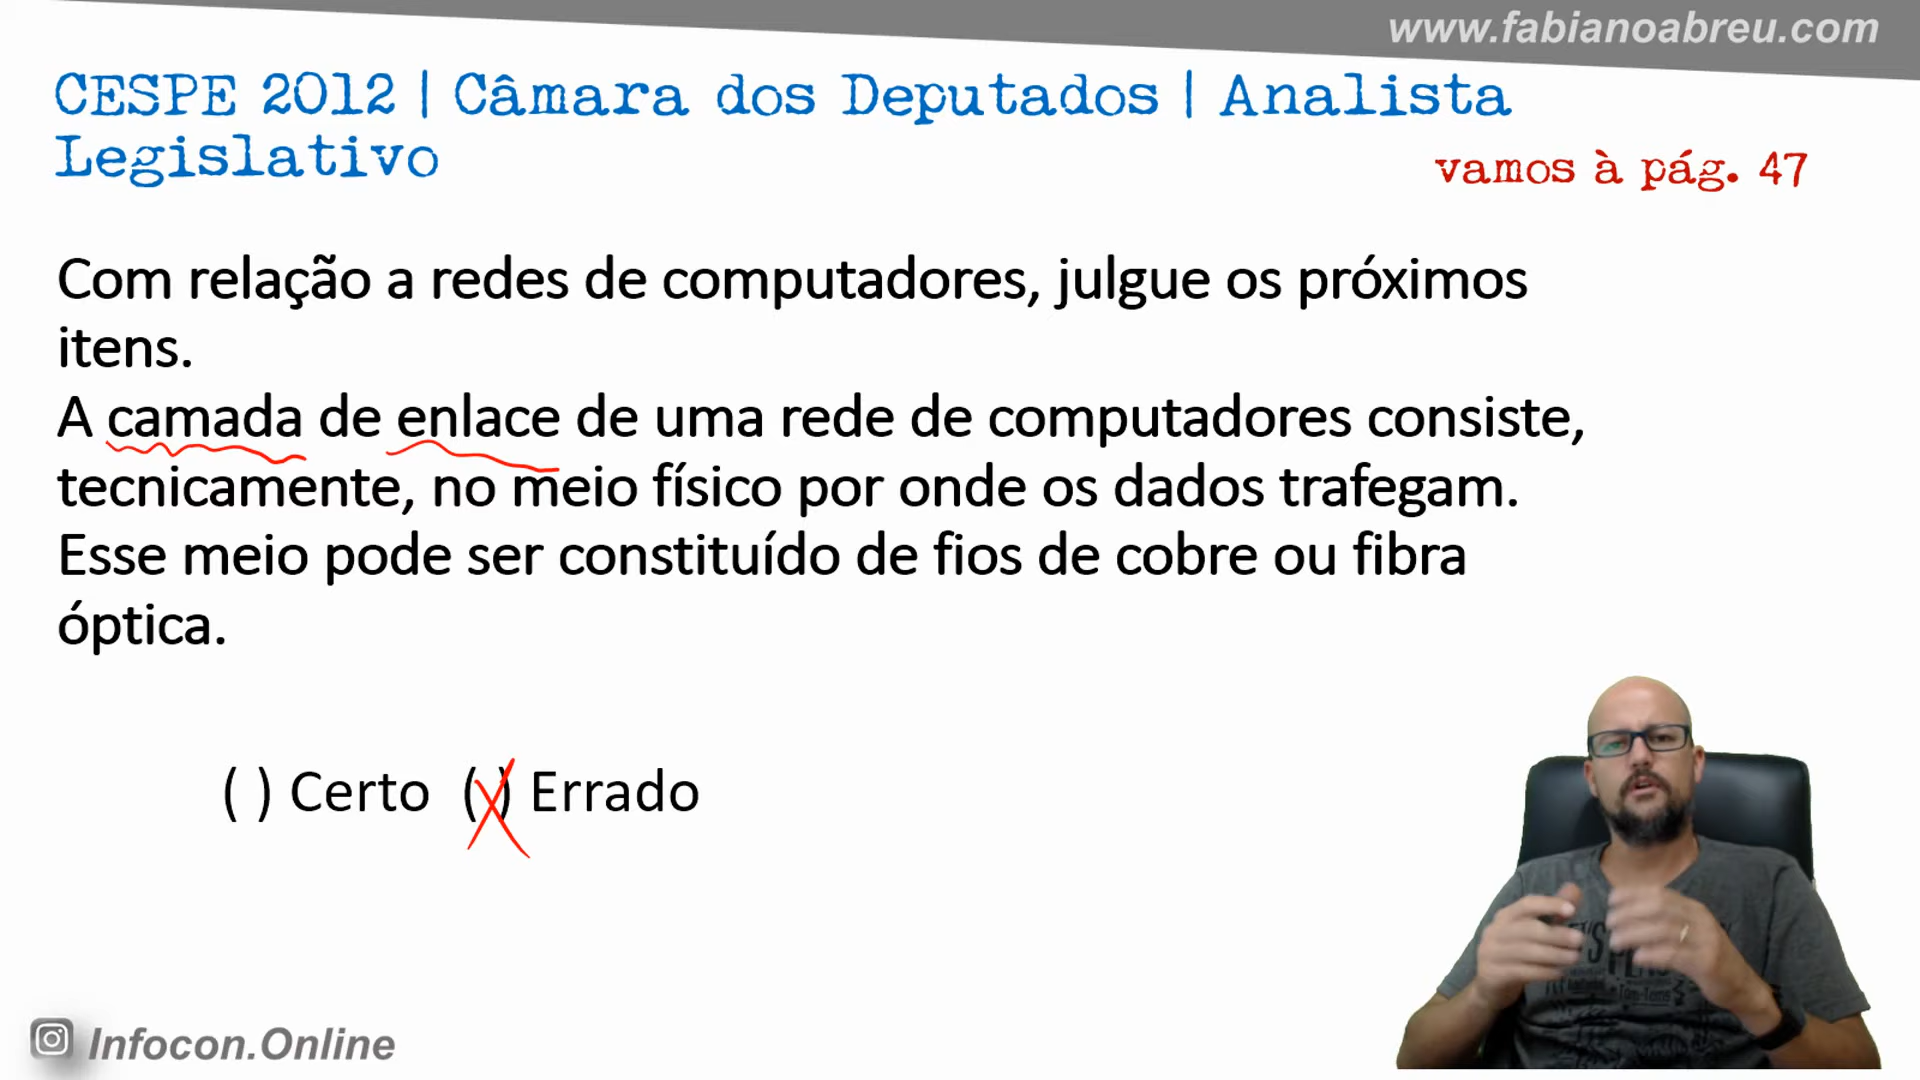 www.fabianoabreu.com
CESPE 2012 | Câmara dos Deputados | Analista
Legislativo
vamos à pág. 47
Com relação a redes de computadores, julgue os próximos
itens.
A camada de enlace de uma rede de computadores consiste,
tecnicamente, no meio físico por onde os dados trafegam.
Esse meio pode ser constituído de fios de cobre ou fibra
óptica.
( ) Certo (X) Errado
Infocon.Online